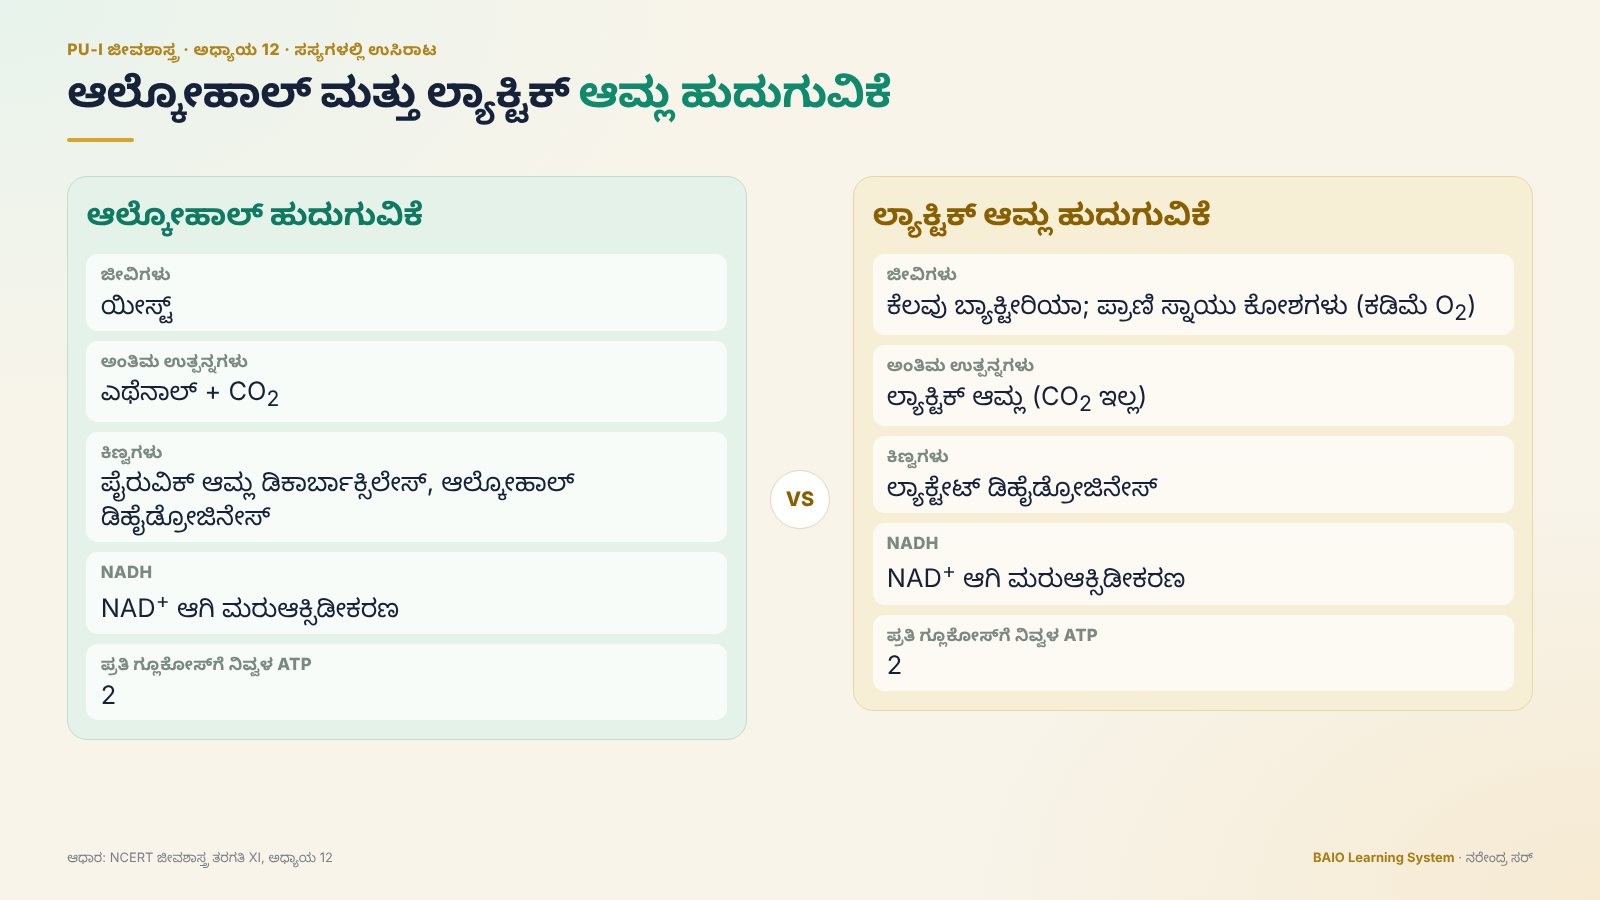 PU-I ಜೀವಶಾಸ್ತ್ರ · ಅಧ್ಯಾಯ 12 · ಸಸ್ಯಗಳಲ್ಲಿ ಉಸಿರಾಟ
ಆಲ್ಕೋಹಾಲ್ ಮತ್ತು ಲ್ಯಾಕ್ಟಿಕ್ ಆಮ್ಲ ಹುದುಗುವಿಕೆ
ಆಲ್ಕೋಹಾಲ್ ಹುದುಗುವಿಕೆ
ಜೀವಿಗಳು
ಯೀಸ್ಟ್
ಅಂತಿಮ ಉತ್ಪನ್ನಗಳು
ಎಥೆನಾಲ್ + CO₂
ಕಿಣ್ವಗಳು
ಪೈರುವಿಕ್ ಆಮ್ಲ ಡಿಕಾರ್ಬಾಕ್ಸಿಲೇಸ್, ಆಲ್ಕೋಹಾಲ್
ಡಿಹೈಡ್ರೋಜಿನೇಸ್
NADH
NAD⁺ ಆಗಿ ಮರುಆಕ್ಸಿಡೀಕರಣ
ಪ್ರತಿ ಗ್ಲೂಕೋಸ್‌ಗೆ ನಿವ್ವಳ ATP
2
VS
ಲ್ಯಾಕ್ಟಿಕ್ ಆಮ್ಲ ಹುದುಗುವಿಕೆ
ಜೀವಿಗಳು
ಕೆಲವು ಬ್ಯಾಕ್ಟೀರಿಯಾ; ಪ್ರಾಣಿ ಸ್ನಾಯು ಕೋಶಗಳು (ಕಡಿಮೆ O₂)
ಅಂತಿಮ ಉತ್ಪನ್ನಗಳು
ಲ್ಯಾಕ್ಟಿಕ್ ಆಮ್ಲ (CO₂ ಇಲ್ಲ)
ಕಿಣ್ವಗಳು
ಲ್ಯಾಕ್ಟೇಟ್ ಡಿಹೈಡ್ರೋಜಿನೇಸ್
NADH
NAD⁺ ಆಗಿ ಮರುಆಕ್ಸಿಡೀಕರಣ
ಪ್ರತಿ ಗ್ಲೂಕೋಸ್‌ಗೆ ನಿವ್ವಳ ATP
2
ಆಧಾರ: NCERT ಜೀವಶಾಸ್ತ್ರ ತರಗತಿ XI, ಅಧ್ಯಾಯ 12
BAIO Learning System · ನರೇಂದ್ರ ಸರ್